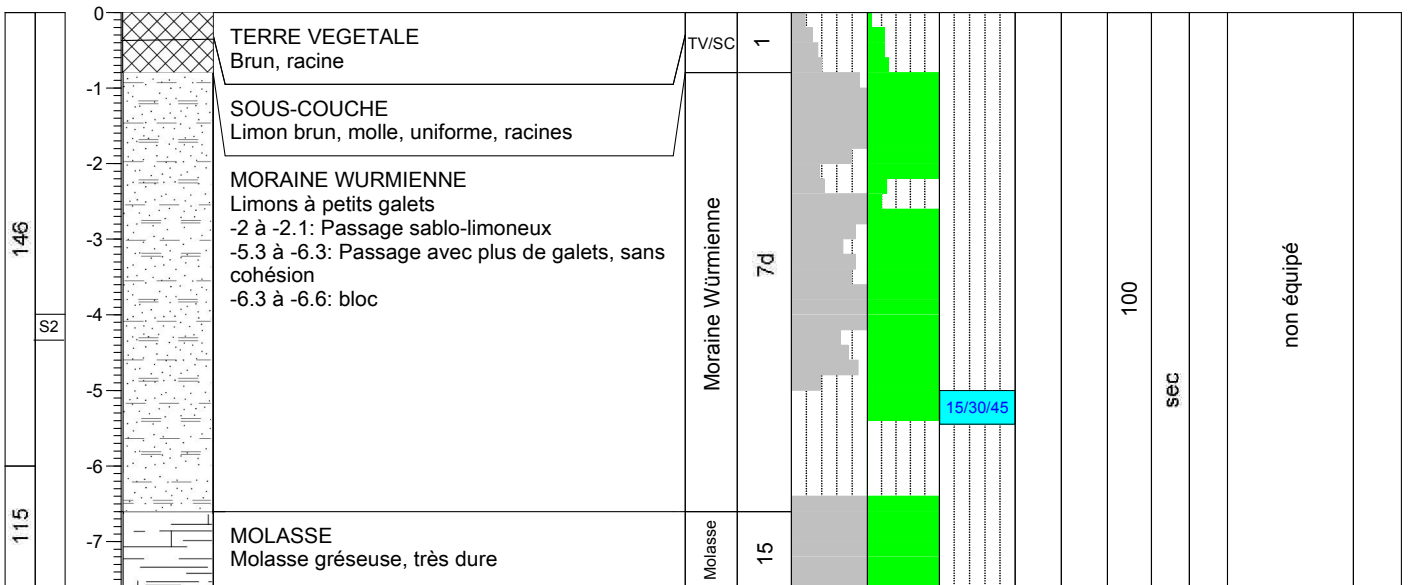 0
-1
-2
-3
-4
-5
-6
-7
146
115
S2
TERRE VEGETALE
Brun, racine
SOUS-COUCHE
Limon brun, molle, uniforme, racines
MORAINE WURMIENNE
Limons à petits galets
-2 à -2.1: Passage sablo-limoneux
-5.3 à -6.3: Passage avec plus de galets, sans
cohésion
-6.3 à -6.6: bloc
MOLASSE
Molasse gréseuse, très dure
TV/SC
Moraine Würmienne
Molasse
1
7d
15
15/30/45
100
sec
non équipé